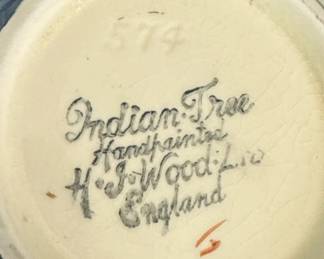 574
Indian Tree
Handpainted
H.J. Wood Ltd
England